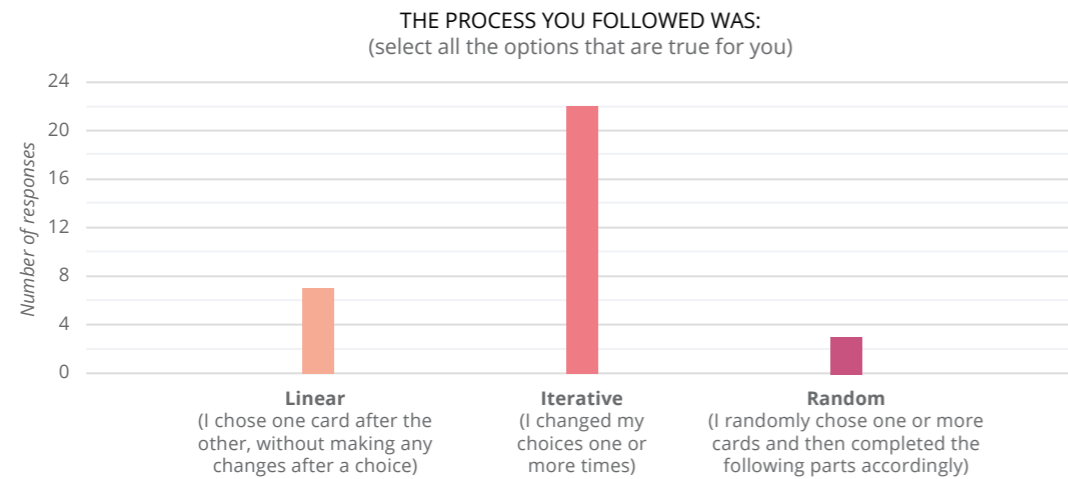 THE PROCESS YOU FOLLOWED WAS:
(select all the options that are true for you)
Number of responses
24
20
16
12
8
4
0
Linear
(I chose one card after the
other, without making any
changes after a choice)
Iterative
(I changed my
choices one or
more times)
Random
(I randomly chose one or more
cards and then completed the
following parts accordingly)